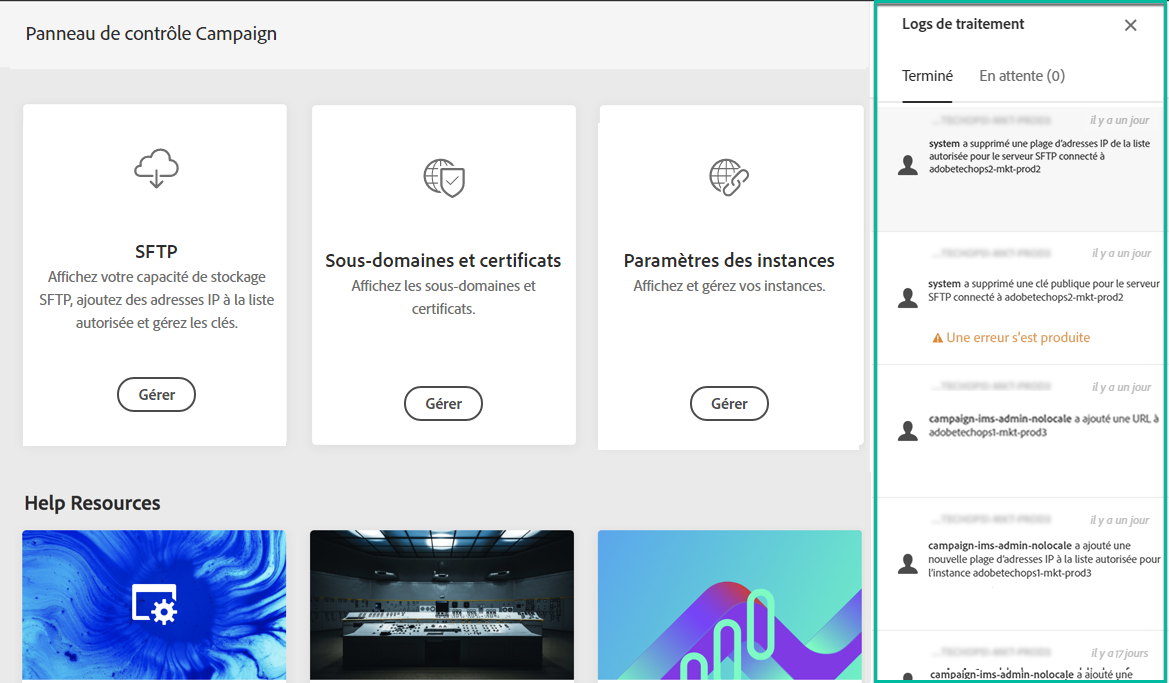 Panneau de contrôle Campaign
SFTP
Affichez votre capacité de stockage
SFTP, ajoutez des adresses IP à la liste
autorisée et gérez les clés.
Gérer
Sous-domaines et certificats
Affichez les sous-domaines et
certificats.
Gérer
Paramètres des instances
Affichez et gérez vos instances.
Gérer
Help Resources
Logs de traitement
Terminé
En attente (0)
il y a un jour
system a supprimé une plage d'adresses IP de la liste
autorisée pour le serveur SFTP connecté à
adobetechops2-mkt-prod2
il y a un jour
system a supprimé une clé publique pour le serveur
SFTP connecté à adobetechops2-mkt-prod2
Une erreur s'est produite
il y a un jour
campaign-ims-admin-nolocale a ajouté une URL à
adobetechops1-mkt-prod3
il y a un jour
campaign-ims-admin-nolocale a ajouté une
nouvelle plage d'adresses IP à la liste autorisée pour
l'instance adobetechops1-mkt-prod3
il y a 17 jours
campaign-ims-admin-nolocale a ajouté une